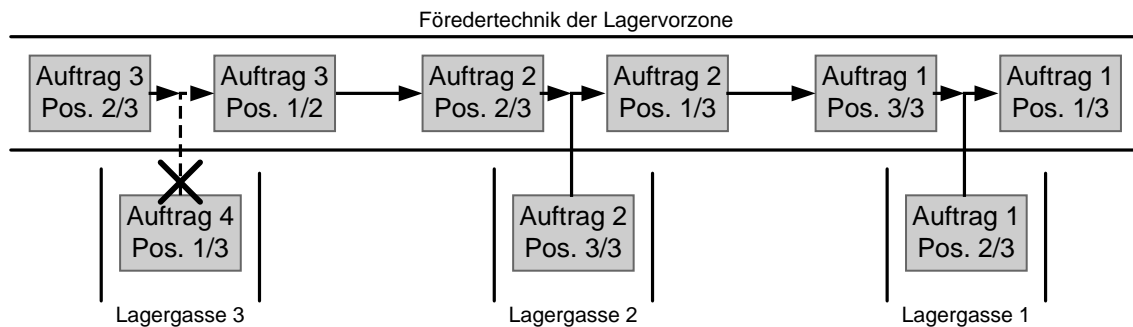 Föredertechnik der Lagervorzone
Auftrag 3
Pos. 2/3
Auftrag 3
Pos. 1/2
Auftrag 2
Pos. 2/3
Auftrag 2
Pos. 1/3
Auftrag 1
Pos. 3/3
Auftrag 1
Pos. 1/3
Auftrag 4
Pos. 1/3
Auftrag 2
Pos. 3/3
Auftrag 1
Pos. 2/3
Lagergasse 3
Lagergasse 2
Lagergasse 1